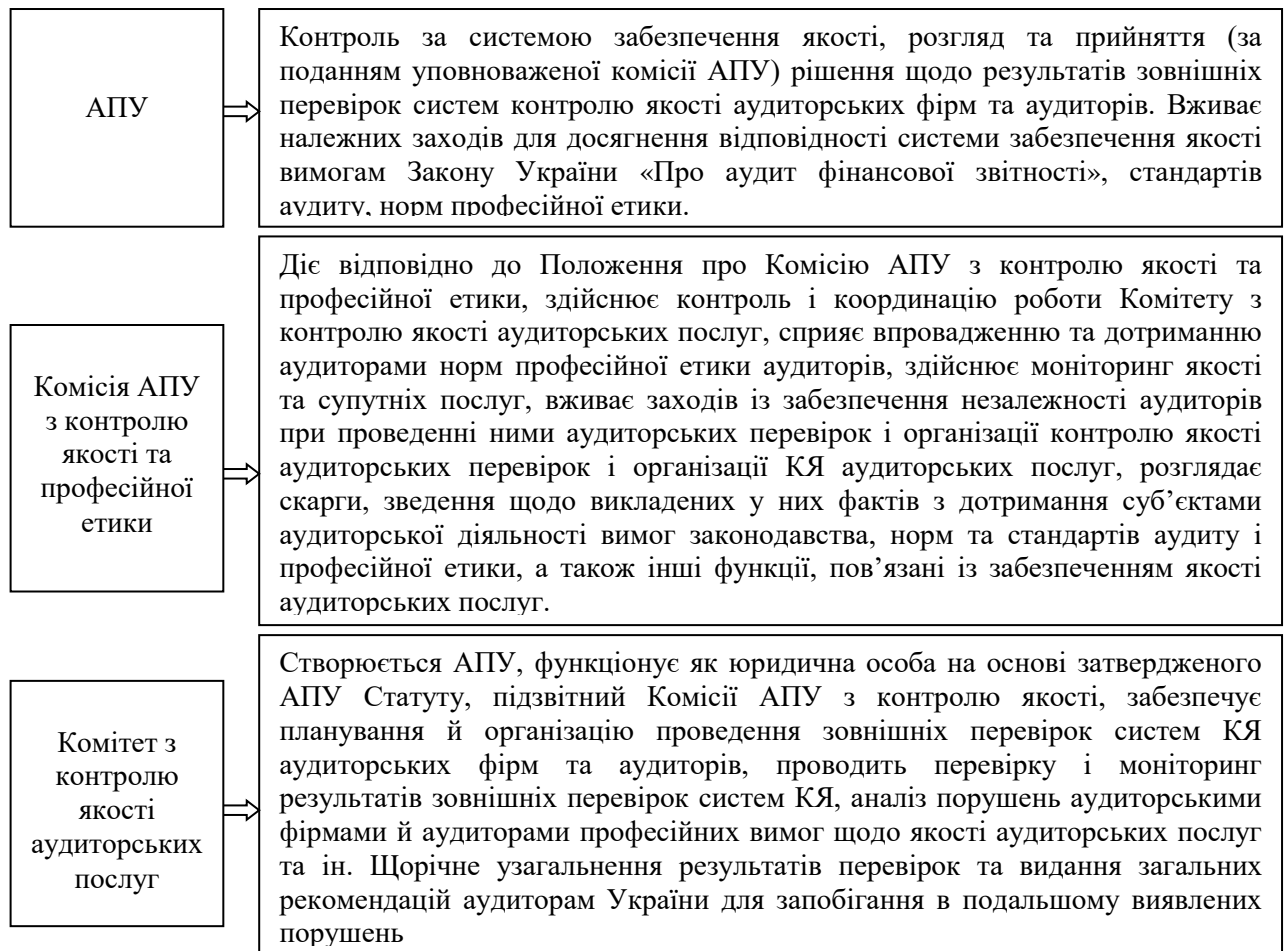 АПУ
Контроль за системою забезпечення якості, розгляд та прийняття (за
поданням уповноваженої комісії АПУ) рішення щодо результатів зовнішніх
перевірок систем контролю якості аудиторських фірм та аудиторів. Вживає
належних заходів для досягнення відповідності системи забезпечення якості
вимогам Закону України «Про аудит фінансової звітності», стандартів
аудиту, норм професійної етики.
Комісія АПУ
з контролю
якості та
професійної
етики
Діє відповідно до Положення про Комісію АПУ з контролю якості та
професійної етики, здійснює контроль і координацію роботи Комітету з
контролю якості аудиторських послуг, сприяє впровадженню та дотриманню
аудиторами норм професійної етики аудиторів, здійснює моніторинг якості
та супутніх послуг, вживає заходів із забезпечення незалежності аудиторів
при проведенні ними аудиторських перевірок і організації контролю якості
аудиторських перевірок і організації КЯ аудиторських послуг, розглядає
скарги, зведення щодо викладених у них фактів з дотримання суб’єктами
аудиторської діяльності вимог законодавства, норм та стандартів аудиту і
професійної етики, а також інші функції, пов’язані із забезпеченням якості
аудиторських послуг.
Комітет з
контролю
якості
аудиторських
послуг
Створюється АПУ, функціонує як юридична особа на основі затвердженого
АПУ Статуту, підзвітний Комісії АПУ з контролю якості, забезпечує
планування й організацію проведення зовнішніх перевірок систем КЯ
аудиторських фірм та аудиторів, проводить перевірку і моніторинг
результатів зовнішніх перевірок систем КЯ, аналіз порушень аудиторськими
фірмами й аудиторами професійних вимог щодо якості аудиторських послуг
та ін. Щорічне узагальнення результатів перевірок та видання загальних
рекомендацій аудиторам України для запобігання в подальшому виявлених
порушень